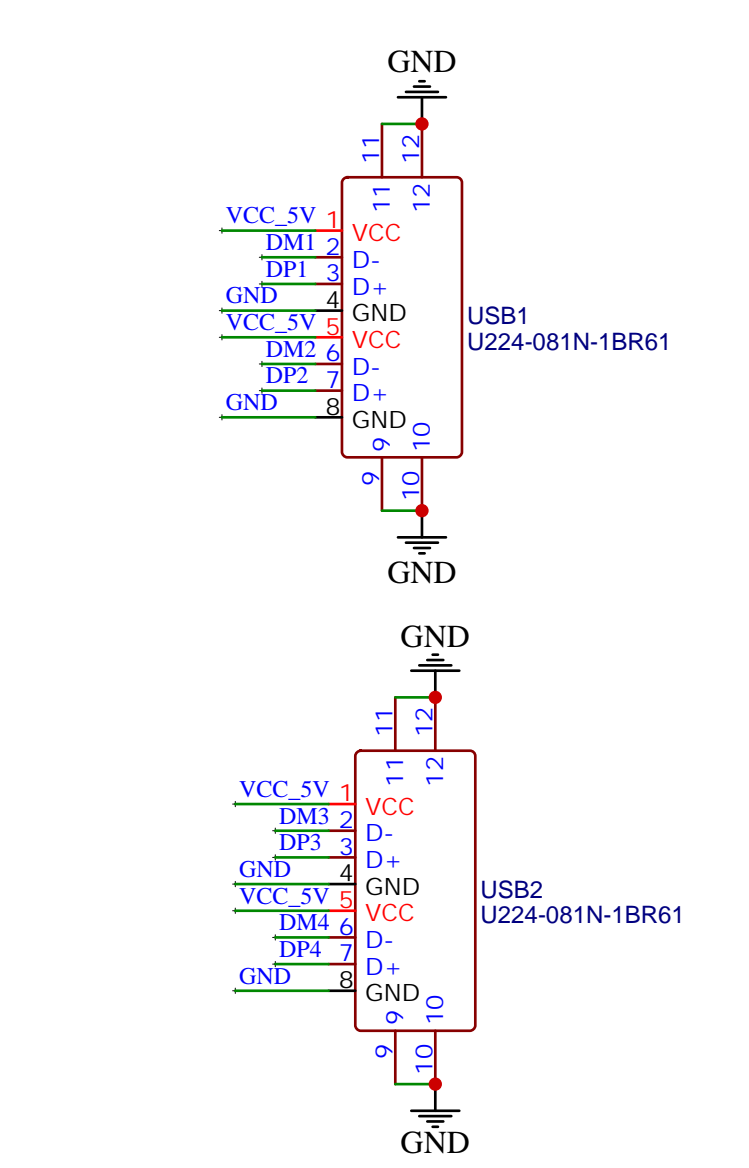 GND
11 12
11 12
VCC_5V 1 VCC
DM1 2 D-
DP1 3 D+
GND 4 GND
VCC_5V 5 VCC
DM2 6 D-
DP2 7 D+
GND 8 GND
USB1
U224-081N-1BR61
9 10
9 10
GND
GND
11 12
11 12
VCC_5V 1 VCC
DM3 2 D-
DP3 3 D+
GND 4 GND
VCC_5V 5 VCC
DM4 6 D-
DP4 7 D+
GND 8 GND
USB2
U224-081N-1BR61
9 10
9 10
GND